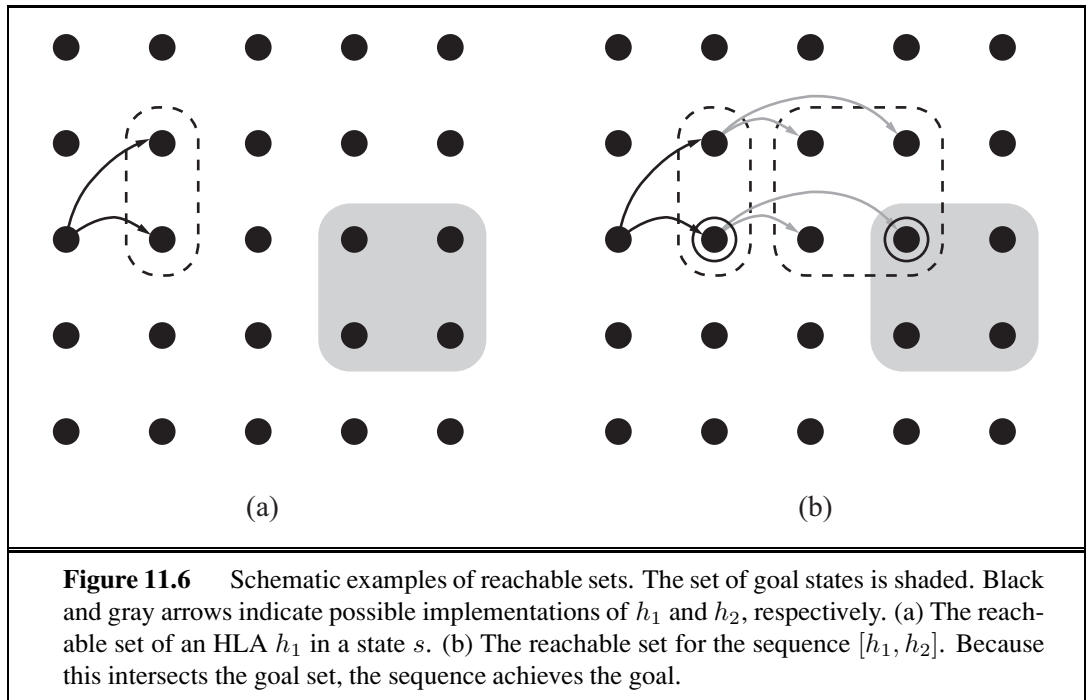 (a)
(b)
Figure 11.6 Schematic examples of reachable sets. The set of goal states is shaded. Black
and gray arrows indicate possible implementations of h₁ and h₂, respectively. (a) The reach-
able set of an HLA h₁ in a state s. (b) The reachable set for the sequence [h₁, h₂]. Because
this intersects the goal set, the sequence achieves the goal.